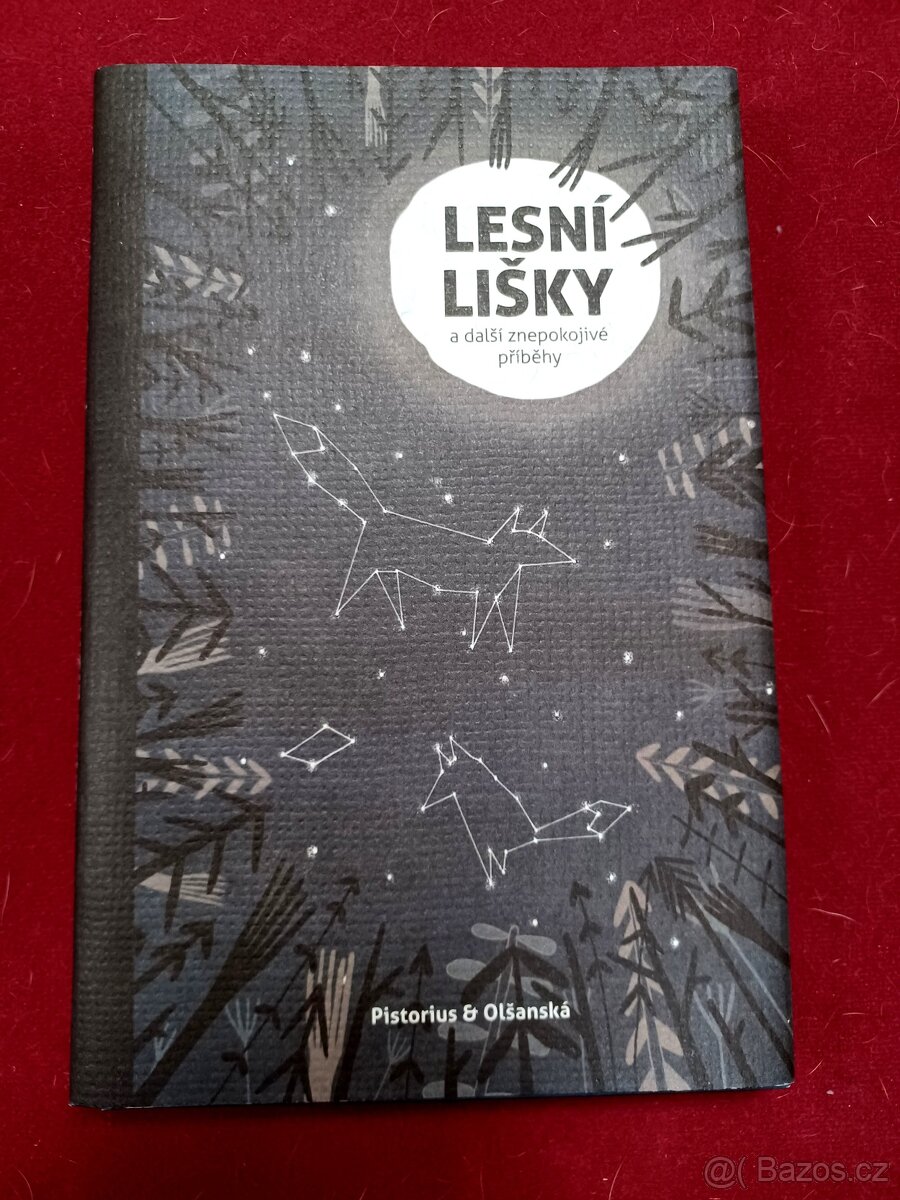 LESNÍ
LIŠKY
a další znepokojivé
příběhy
Pistorius & Olšanská
@( Bazos.cz